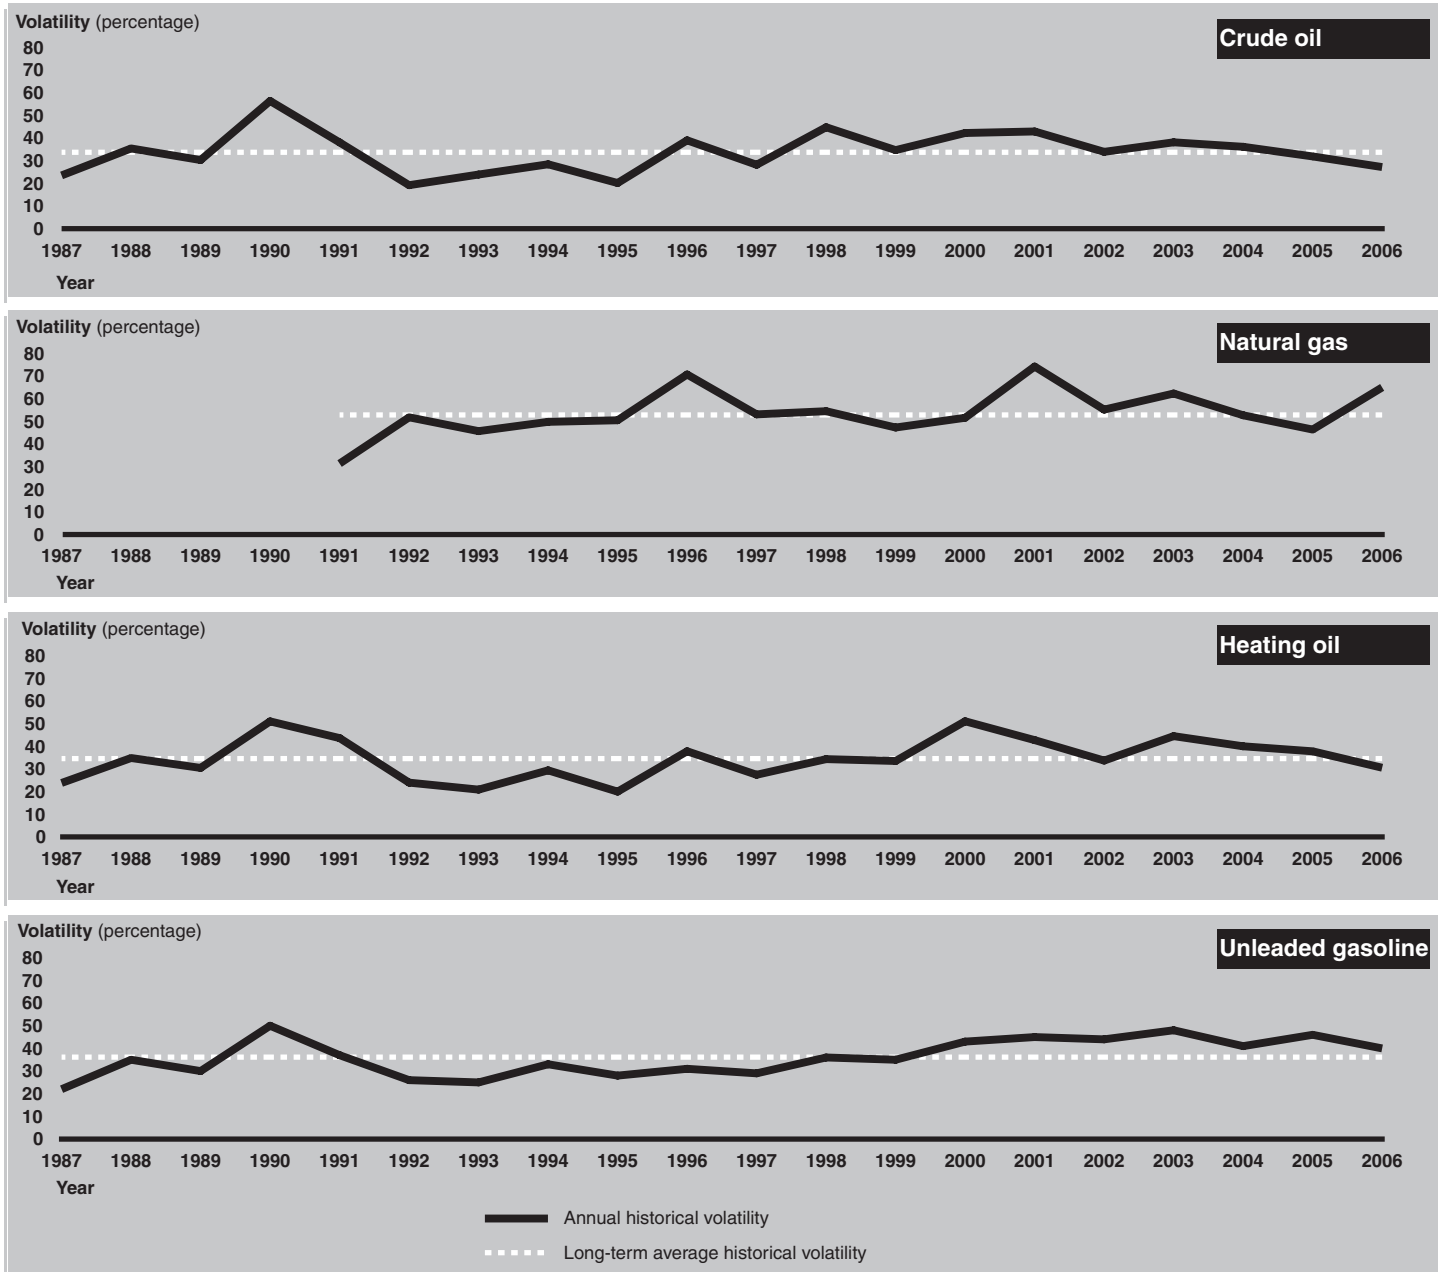 Volatility (percentage)
Crude oil
80
70
60
50
40
30
20
10
0
1987 1988 1989 1990 1991 1992 1993 1994 1995 1996 1997 1998 1999 2000 2001 2002 2003 2004 2005 2006
Year
Volatility (percentage)
Natural gas
80
70
60
50
40
30
20
10
0
1987 1988 1989 1990 1991 1992 1993 1994 1995 1996 1997 1998 1999 2000 2001 2002 2003 2004 2005 2006
Year
Volatility (percentage)
Heating oil
80
70
60
50
40
30
20
10
0
1987 1988 1989 1990 1991 1992 1993 1994 1995 1996 1997 1998 1999 2000 2001 2002 2003 2004 2005 2006
Year
Volatility (percentage)
Unleaded gasoline
80
70
60
50
40
30
20
10
0
1987 1988 1989 1990 1991 1992 1993 1994 1995 1996 1997 1998 1999 2000 2001 2002 2003 2004 2005 2006
Year
Annual historical volatility
Long-term average historical volatility